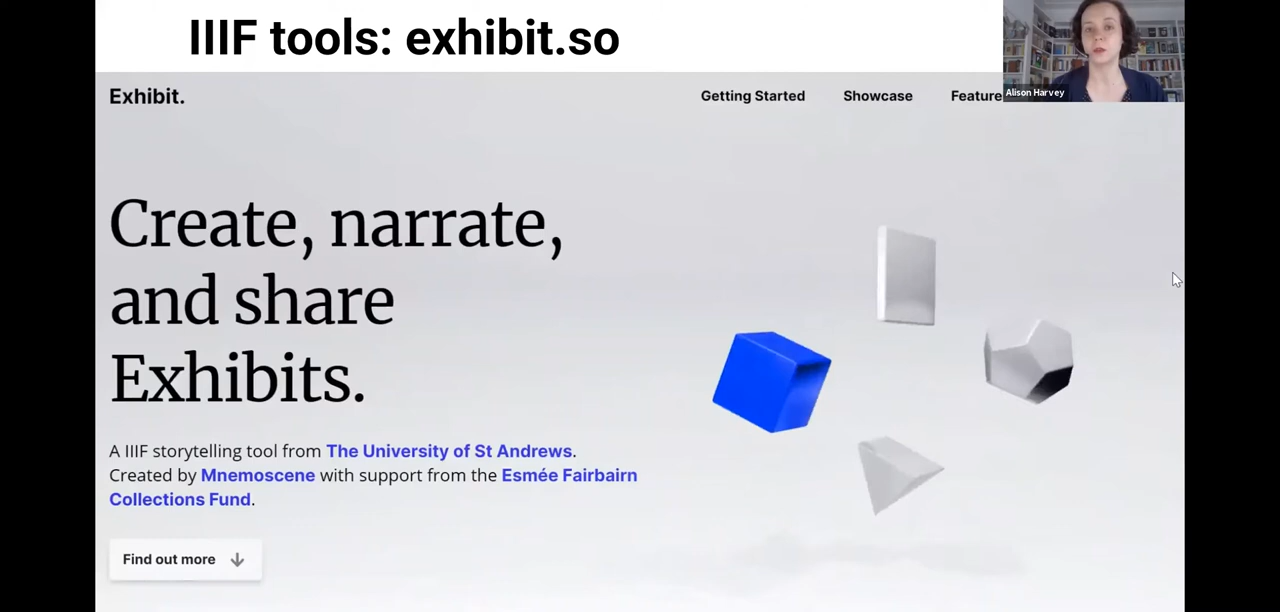 IIIF tools: exhibit.so
Exhibit.
Getting Started
Showcase
Feature
Alison Harvey
Create, narrate,
and share
Exhibits.
A IIIF storytelling tool from The University of St Andrews.
Created by Mnemoscene with support from the Esmée Fairbairn
Collections Fund.
Find out more